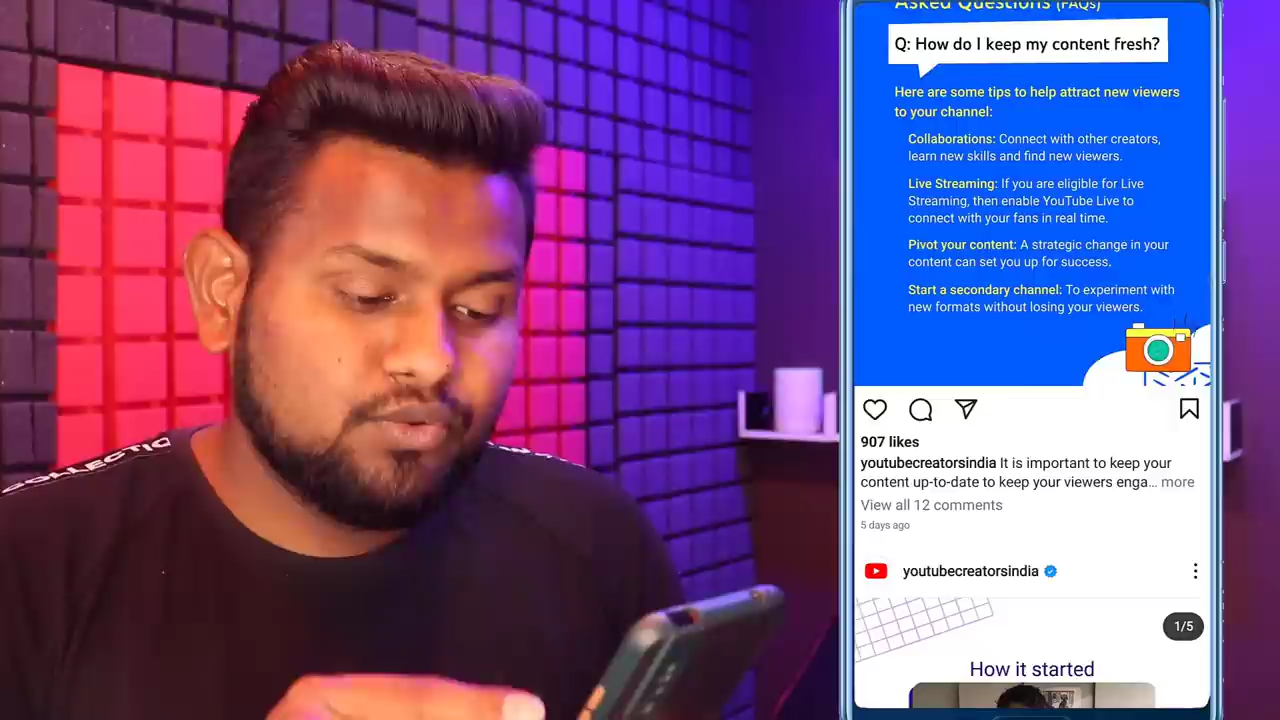 Asked Questions (FAQs)
Q: How do I keep my content fresh?
Here are some tips to help attract new viewers
to your channel:
Collaborations: Connect with other creators,
learn new skills and find new viewers.
Live Streaming: If you are eligible for Live
Streaming, then enable YouTube Live to
connect with your fans in real time.
Pivot your content: A strategic change in your
content can set you up for success.
Start a secondary channel: To experiment with
new formats without losing your viewers.
907 likes
youtubecreatorsindia It is important to keep your
content up-to-date to keep your viewers enga... more
View all 12 comments
5 days ago
youtubecreatorsindia
1/5
How it started
COLLECTIO